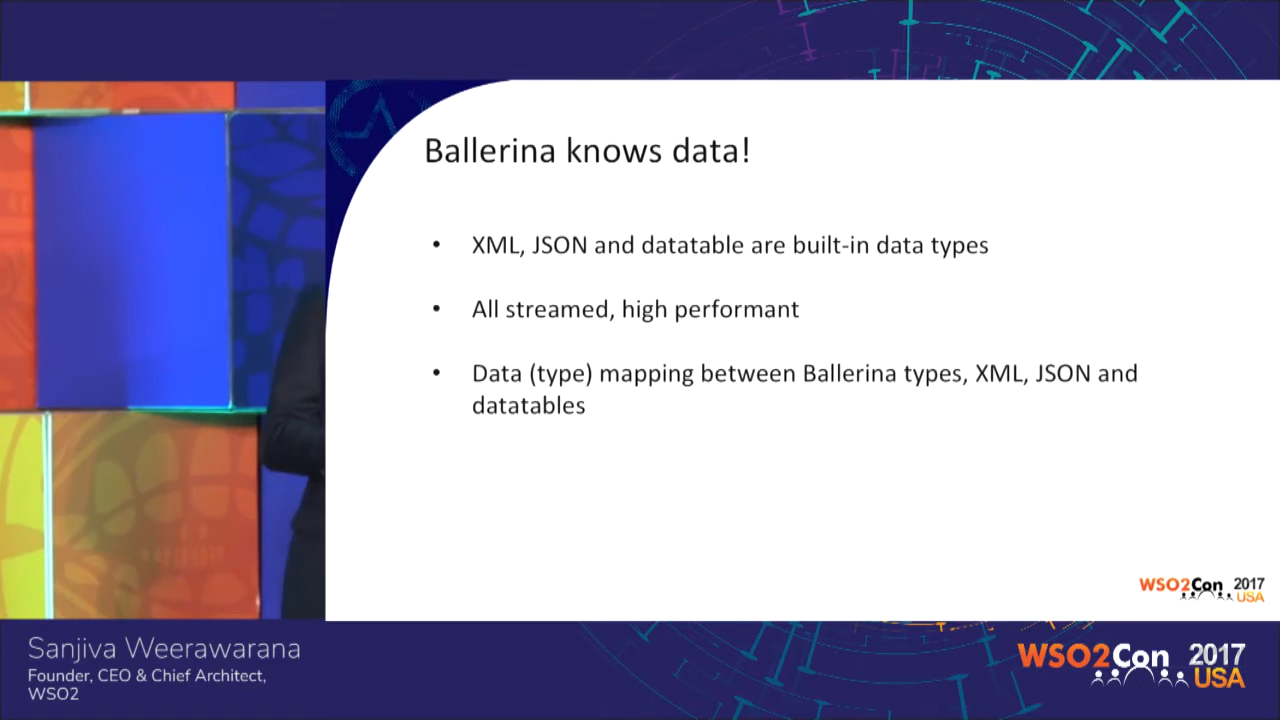 Ballerina knows data!
• XML, JSON and datatable are built-in data types
• All streamed, high performant
• Data (type) mapping between Ballerina types, XML, JSON and
datatables
WSO2Con 2017
USA
Sanjiva Weerawarana
Founder, CEO & Chief Architect,
WSO2
WSO2Con 2017
USA